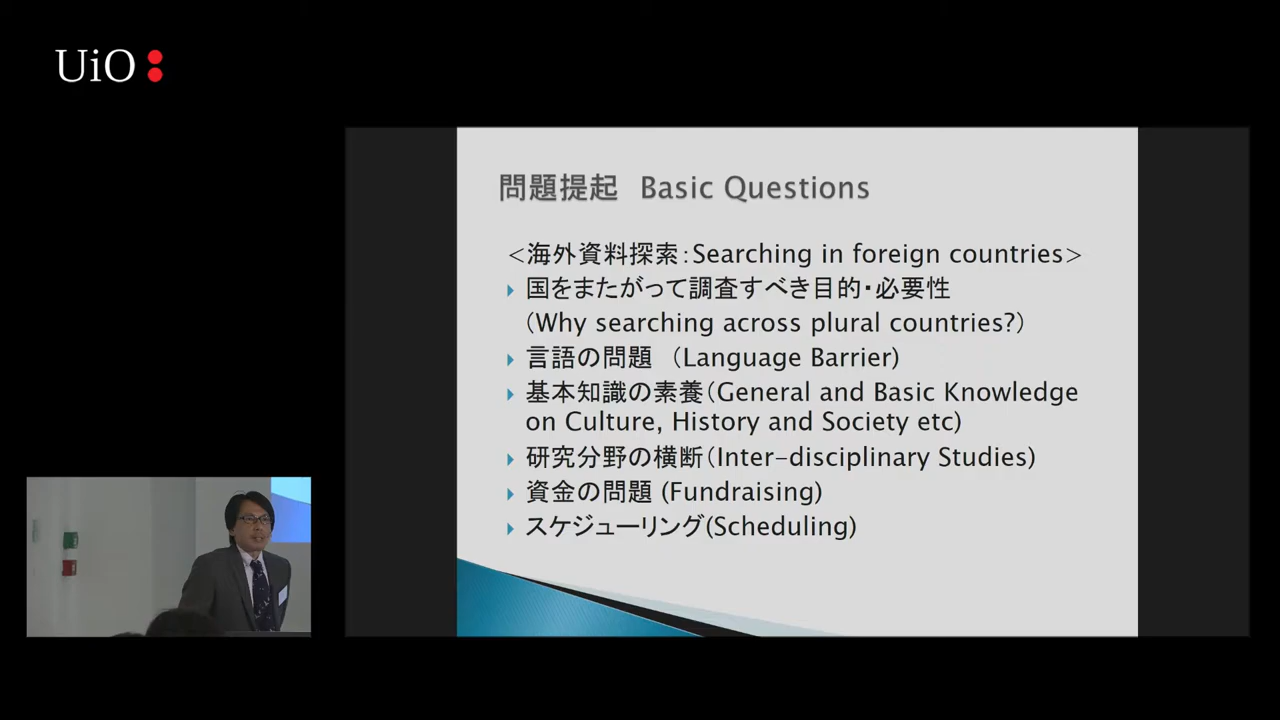 UiO
問題提起 Basic Questions
<海外資料探索:Searching in foreign countries>
国をまたがって調査すべき目的・必要性
(Why searching across plural countries?)
言語の問題 (Language Barrier)
基本知識の素養(General and Basic Knowledge
on Culture, History and Society etc)
研究分野の横断(Inter-disciplinary Studies)
資金の問題 (Fundraising)
スケジューリング(Scheduling)